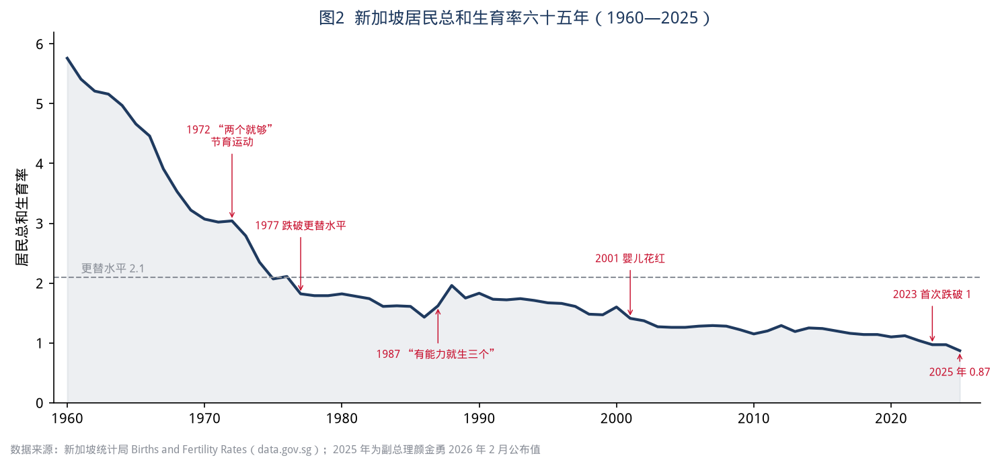 图2 新加坡居民总和生育率六十五年（1960—2025）
居民总和生育率
6
5
4
3
2
1
0
1972 “两个就够”
节育运动
1977 跌破更替水平
更替水平 2.1
2001 婴儿花红
2023 首次跌破 1
1987 “有能力就生三个”
2025 年 0.87
1960
1970
1980
1990
2000
2010
2020
数据来源：新加坡统计局 Births and Fertility Rates（data.gov.sg）；2025 年为副总理颜金勇 2026 年 2 月公布值